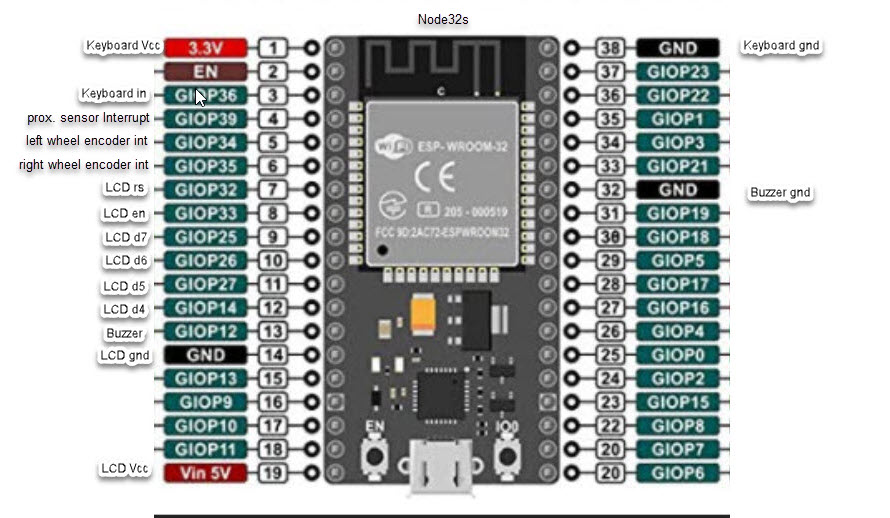 Node32s
Keyboard Vcc 3.3V 1 38 GND Keyboard gnd
EN 2 37 GIOP23
Keyboard in GIOP36 3 36 GIOP22
prox. sensor Interrupt GIOP39 4 35 GIOP1
left wheel encoder int GIOP34 5 34 GIOP3
right wheel encoder int GIOP35 6 33 GIOP21
LCD rs GIOP32 7 32 GND Buzzer gnd
LCD en GIOP33 8 31 GIOP19
LCD d7 GIOP25 9 30 GIOP18
LCD d6 GIOP26 10 29 GIOP5
LCD d5 GIOP27 11 28 GIOP17
LCD d4 GIOP14 12 27 GIOP16
Buzzer GIOP12 13 26 GIOP4
LCD gnd GND 14 25 GIOP0
GIOP13 15 24 GIOP2
GIOP9 16 23 GIOP15
GIOP10 17 22 GIOP8
GIOP11 18 20 GIOP7
LCD Vcc Vin 5V 19 20 GIOP6
C
WiFi ESP-WROOM-32
CE
R 205-000519
FCC 9D:2AC72-ESPWROON32
EN IO0